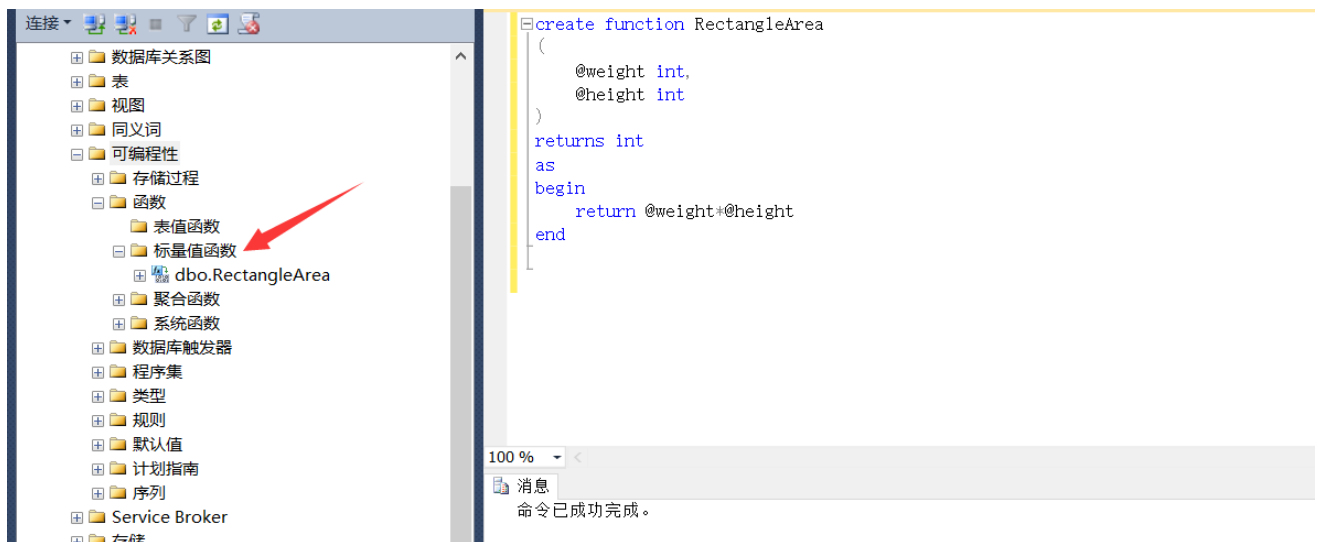 连接
数据库关系图
表
视图
同义词
可编程性
存储过程
函数
表值函数
标量值函数
dbo.RectangleArea
聚合函数
系统函数
数据库触发器
程序集
类型
规则
默认值
计划指南
序列
Service Broker
存储
create function RectangleArea
(
@weight int,
@height int
)
returns int
as
begin
return @weight*@height
end
100 %
消息
命令已成功完成。